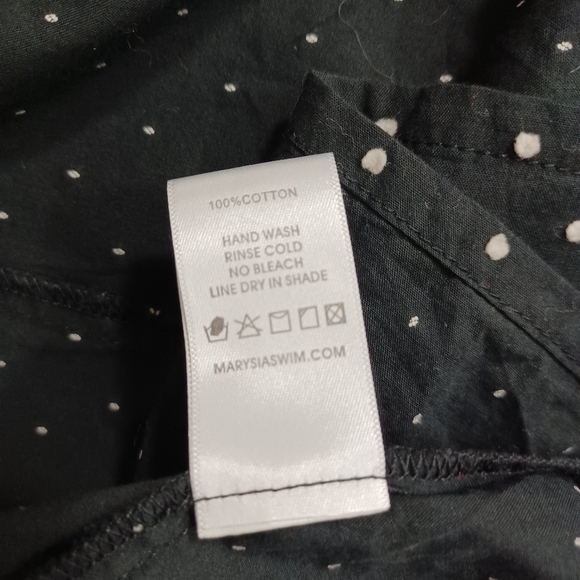 100%COTTON
HAND WASH
RINSE COLD
NO BLEACH
LINE DRY IN SHADE
MARYSIASWIM.COM